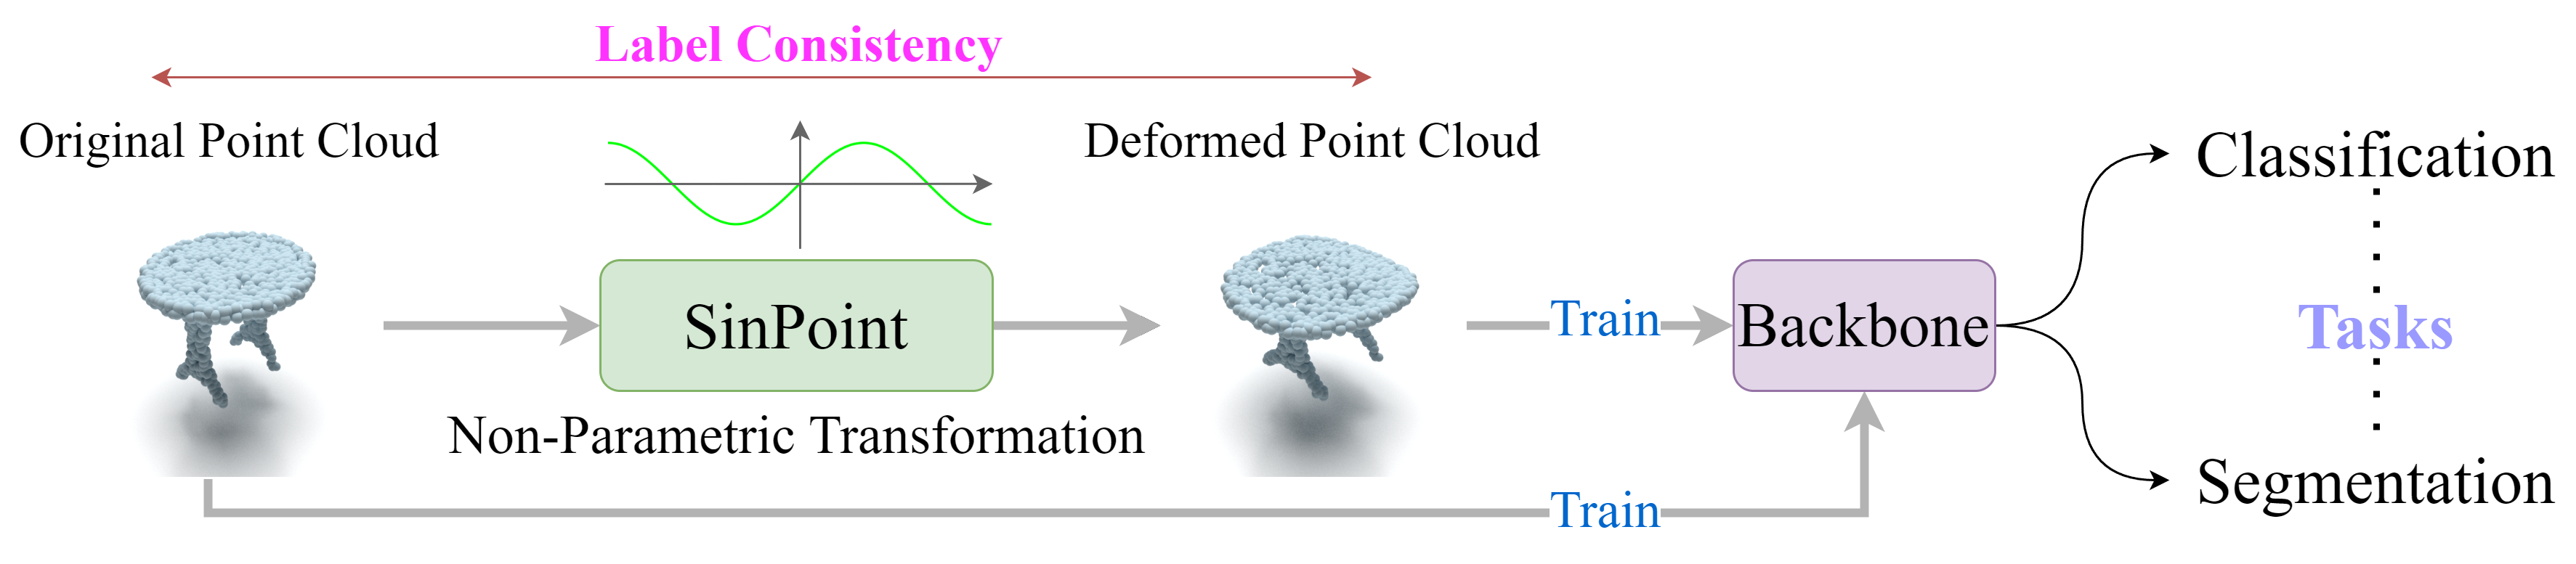 Label Consistency
Original Point Cloud
Deformed Point Cloud
Classification
SinPoint
Train
Backbone
Tasks
Non-Parametric Transformation
Train
Segmentation